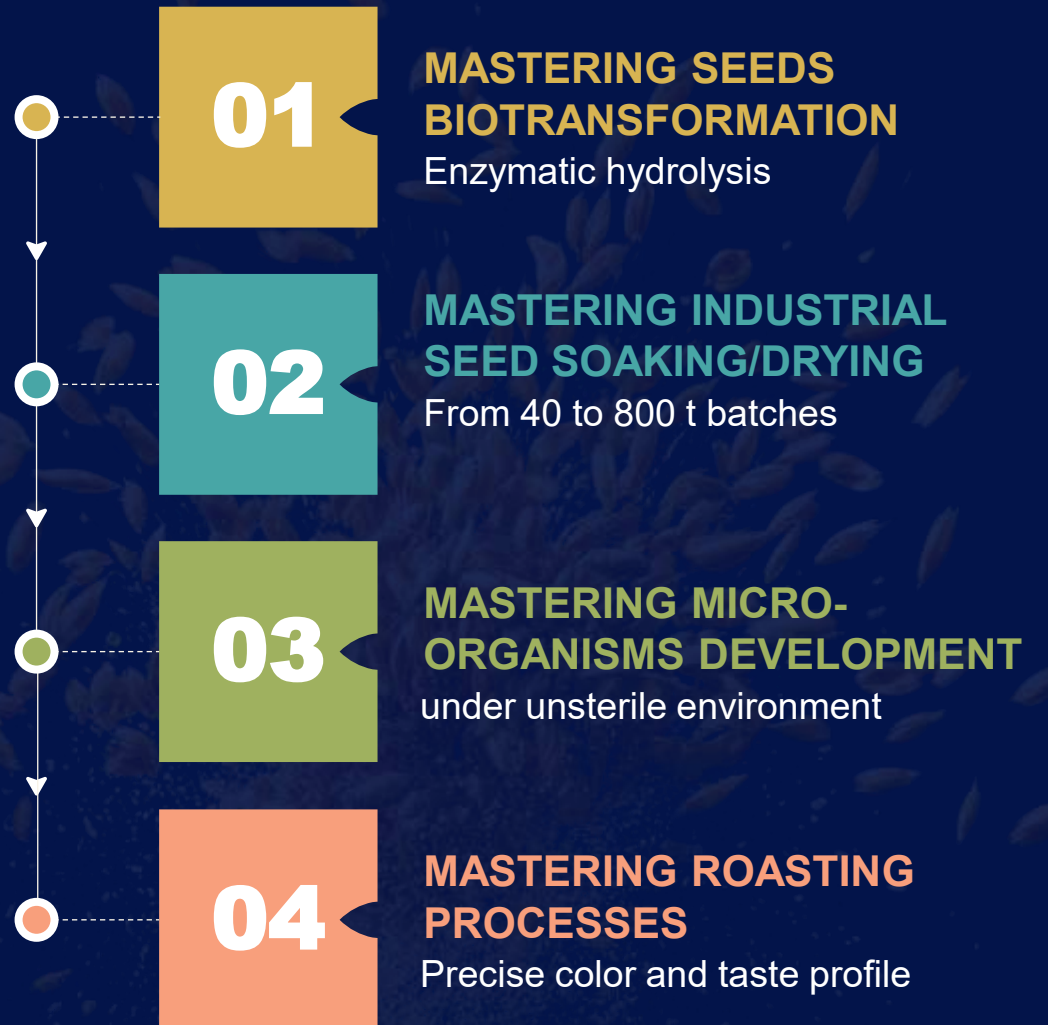 01
MASTERING SEEDS
BIOTRANSFORMATION
Enzymatic hydrolysis
02
MASTERING INDUSTRIAL
SEED SOAKING/DRYING
From 40 to 800 t batches
03
MASTERING MICRO-
ORGANISMS DEVELOPMENT
under unsterile environment
04
MASTERING ROASTING
PROCESSES
Precise color and taste profile